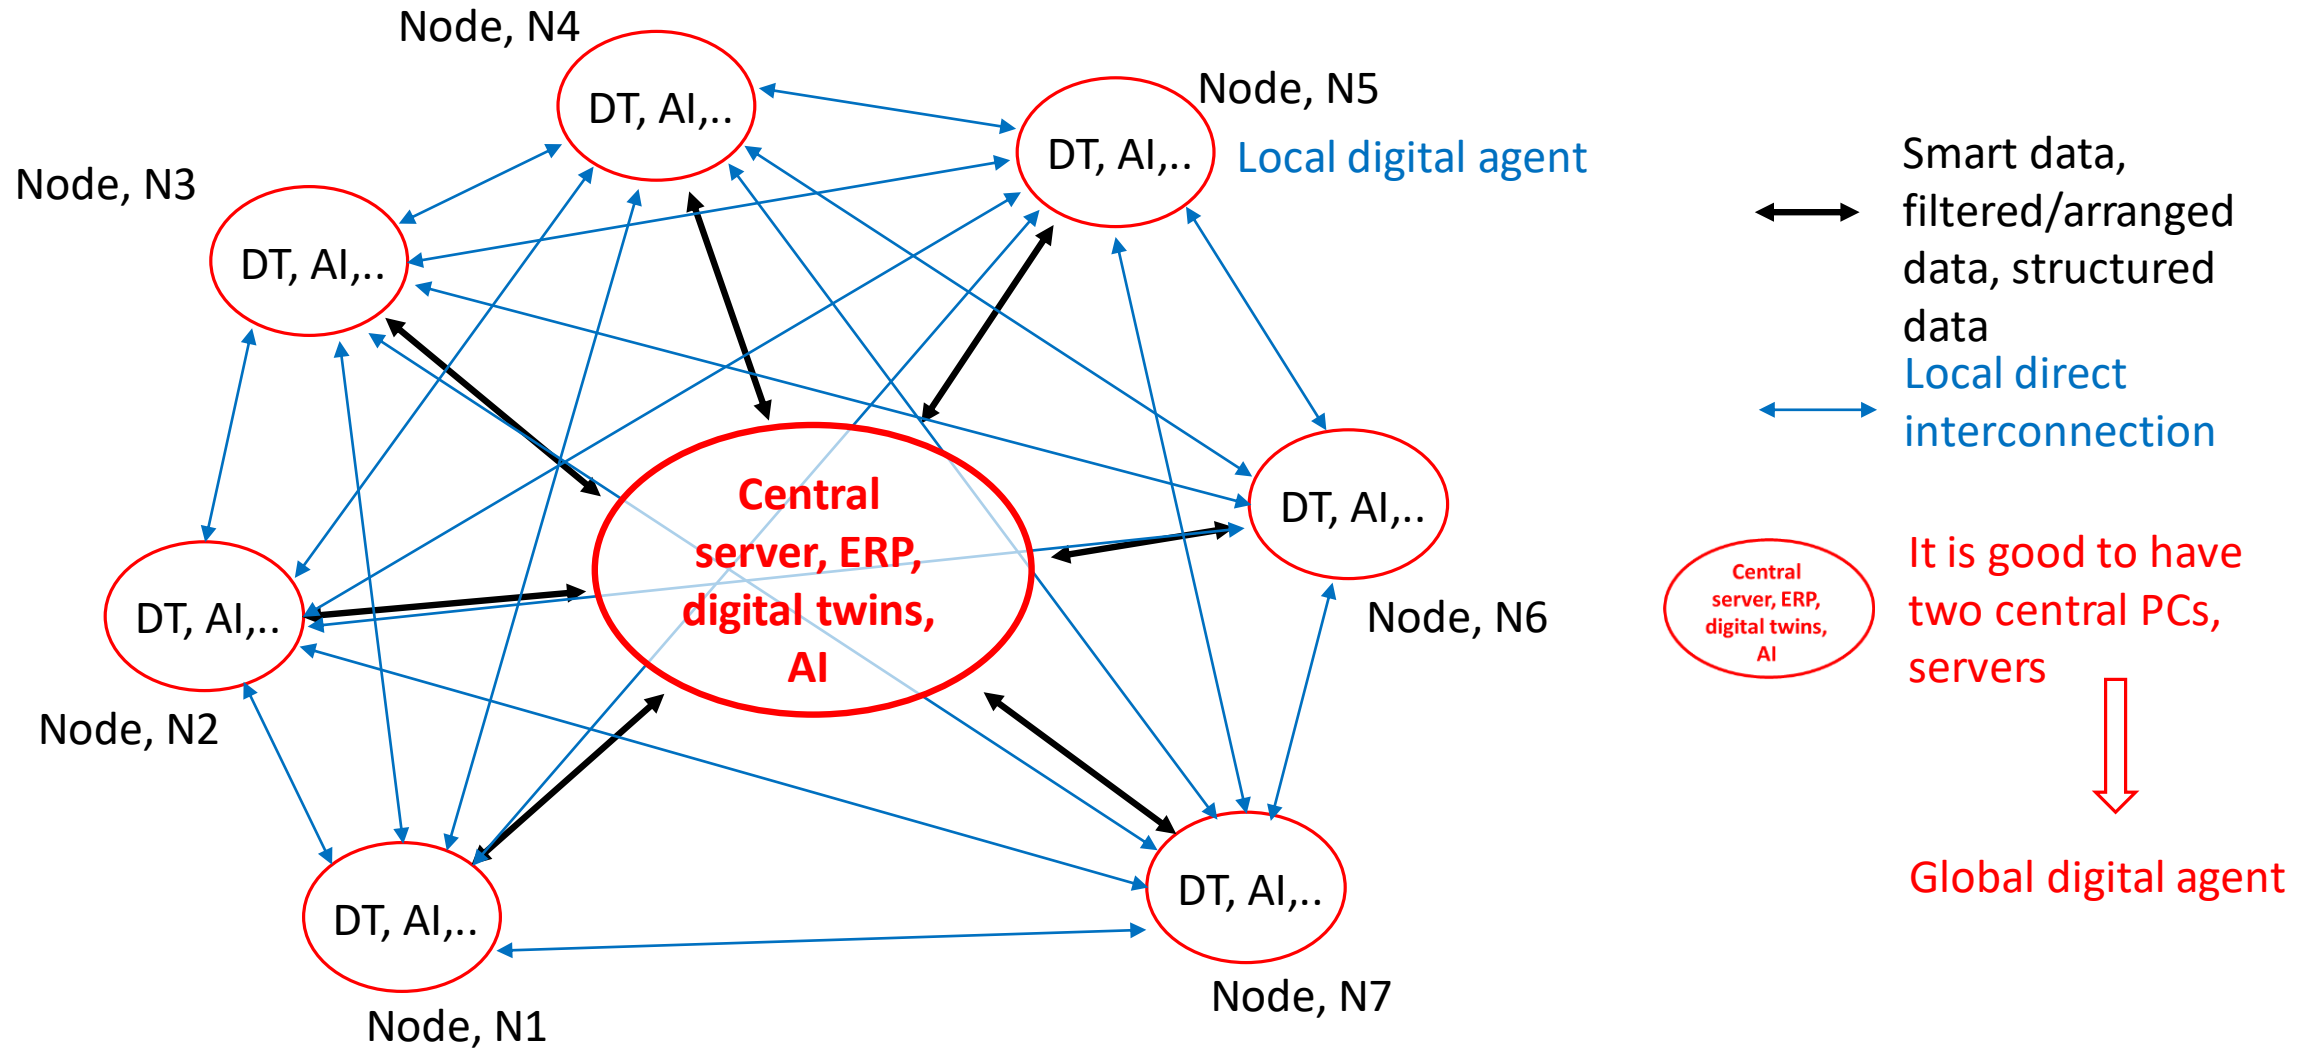 Node, N4
DT, AI,..
Node, N5
DT, AI,..
Local digital agent
Node, N3
DT, AI,..
DT, AI,..
Node, N6
Central
server, ERP,
digital twins,
AI
DT, AI,..
Node, N2
DT, AI,..
Node, N1
DT, AI,..
Node, N7
Smart data,
filtered/arranged
data, structured
data
Local direct
interconnection
Central
server, ERP,
digital twins,
AI
It is good to have
two central PCs,
servers
Global digital agent